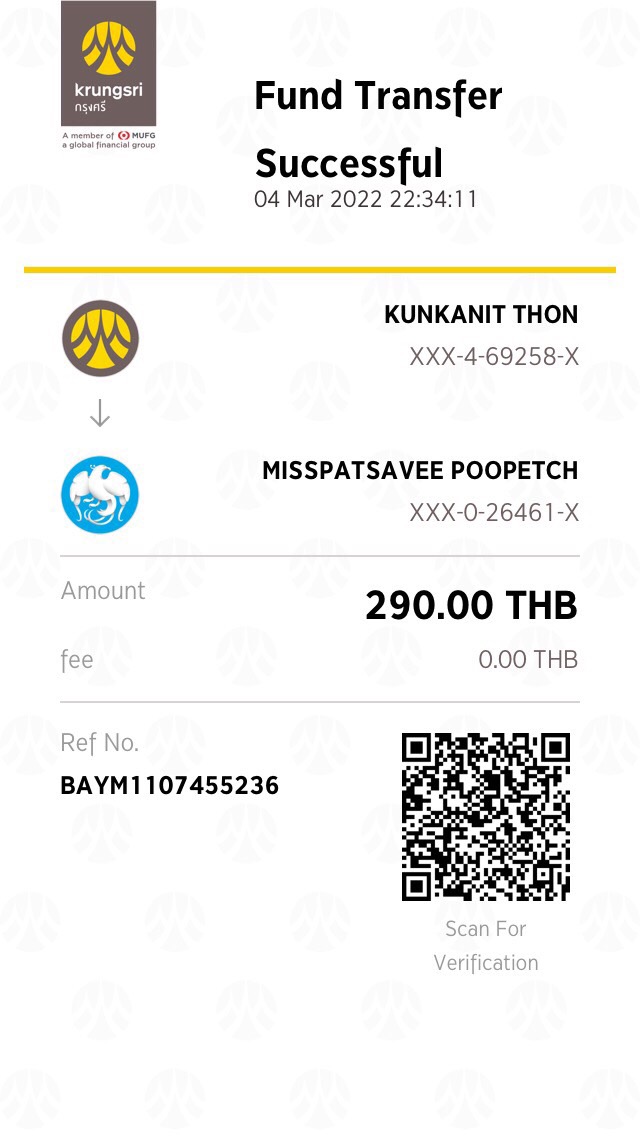 krungsri
กรุงศรี
A member of MUFG
a global financial group
Fund Transfer
Successful
04 Mar 2022 22:34:11
KUNKANIT THON
XXX-4-69258-X
MISSPATSAVEE POOPETCH
XXX-0-26461-X
Amount
290.00 THB
fee
0.00 THB
Ref No.
BAYM1107455236
Scan For
Verification